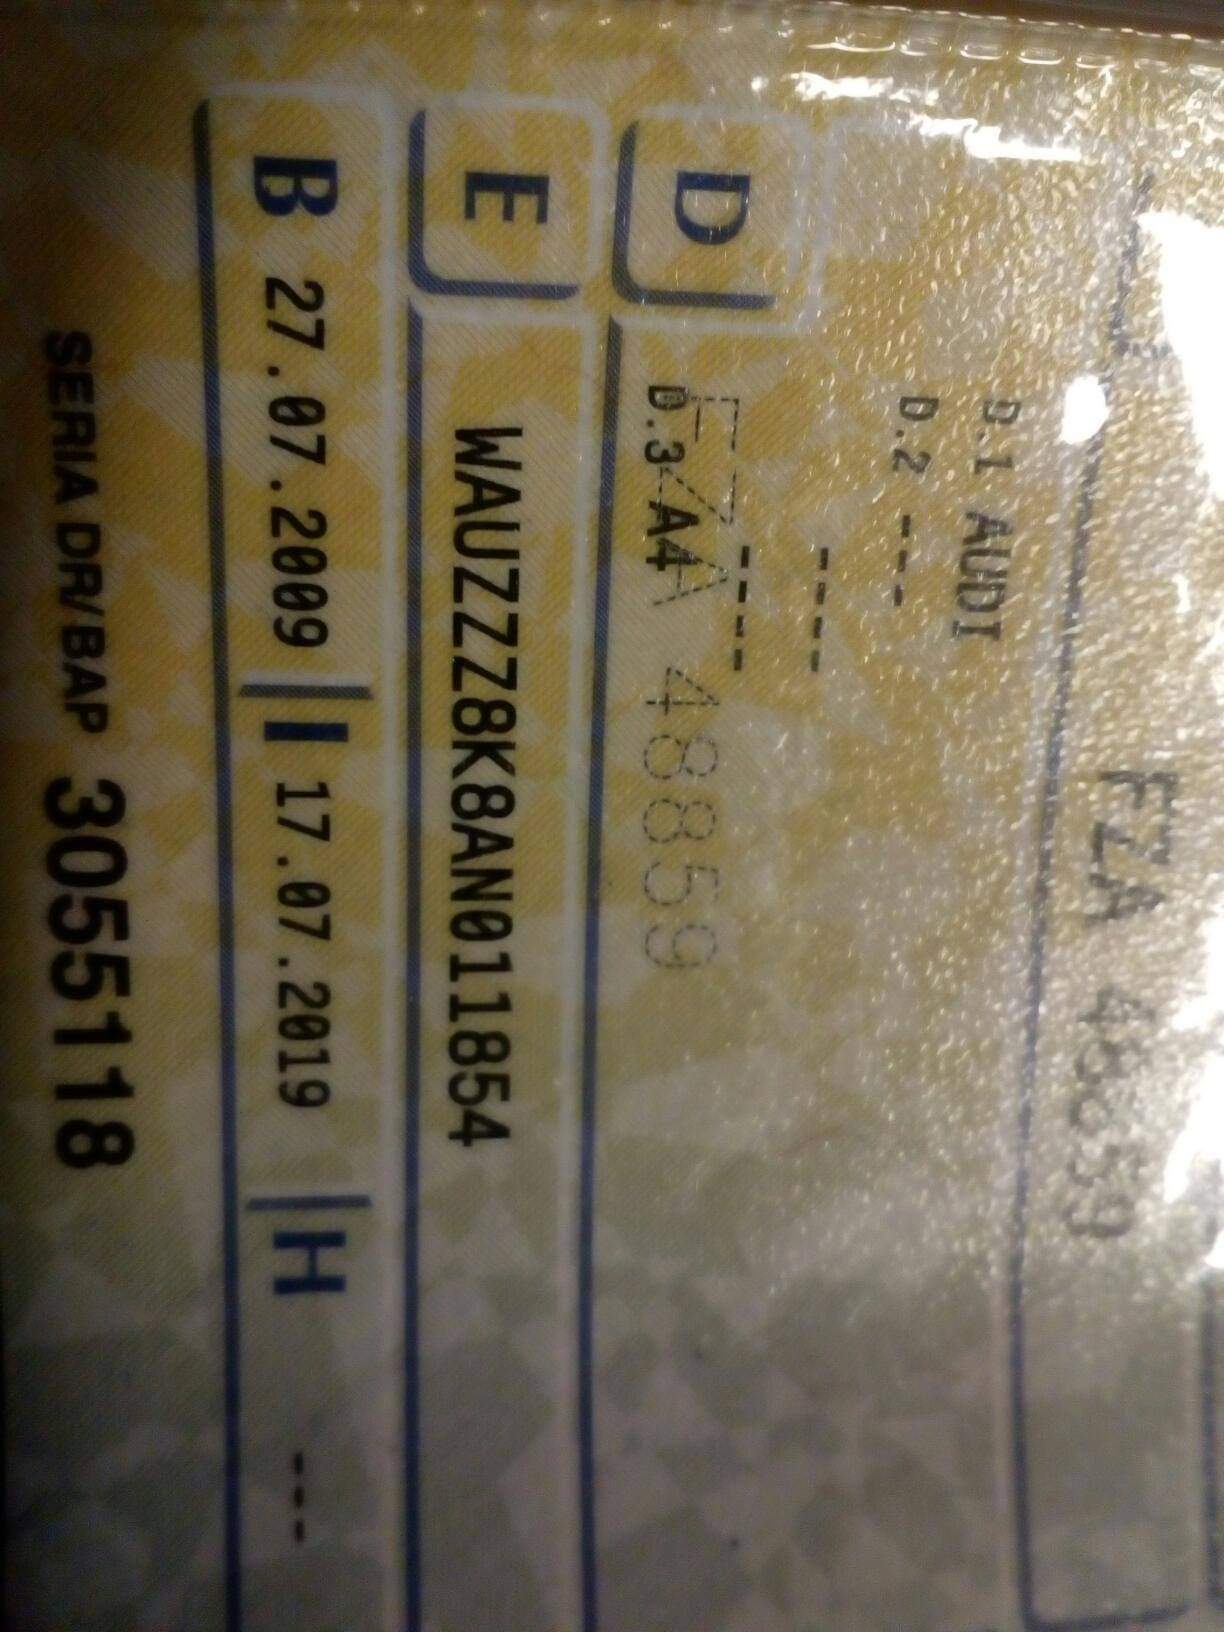 FZA 48859
D.1 AUDI
D.2 ---
----
----
D.3 A4
FZA 48859
D
E WAUZZZ8K8AN011854
B 27.07.2009 I 17.07.2019 H ---
SERIA DR/BAP 3055118